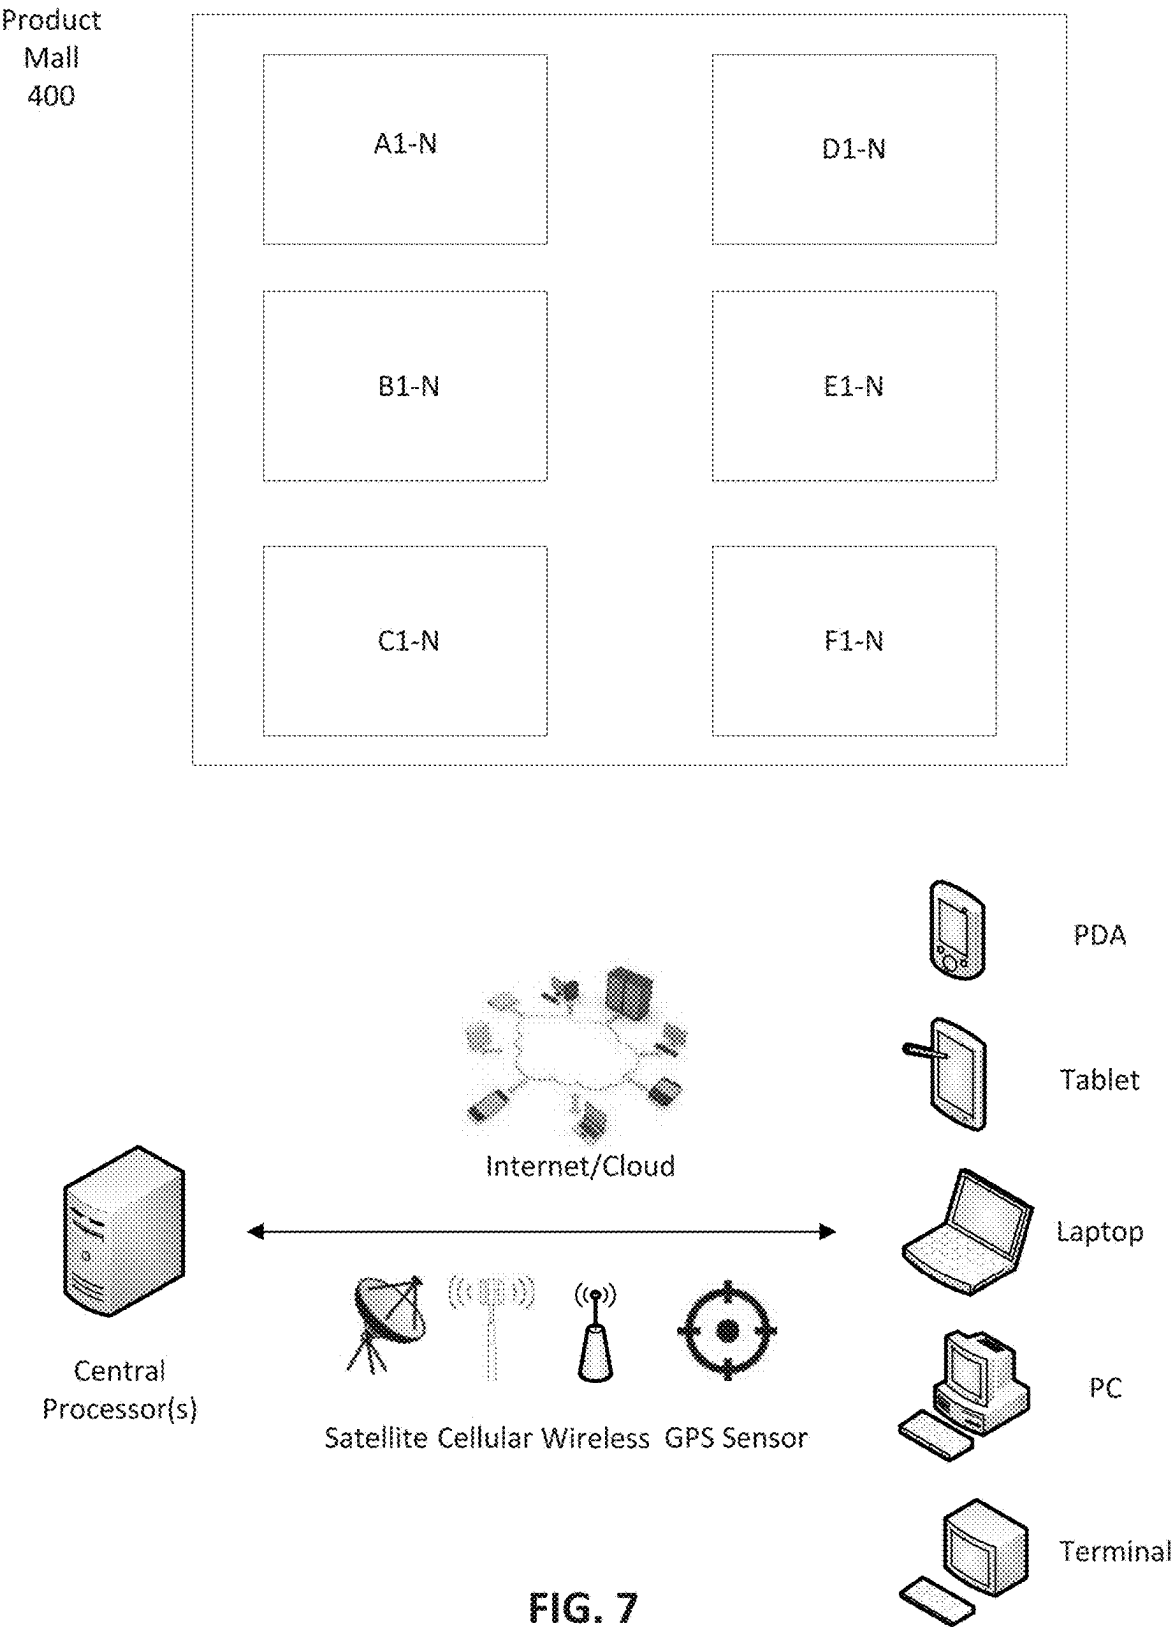 Product
Mall
400
A1-N
D1-N
B1-N
E1-N
C1-N
F1-N
PDA
Tablet
Internet/Cloud
Laptop
Central
Processor(s)
PC
Satellite Cellular Wireless GPS Sensor
Terminal
FIG. 7